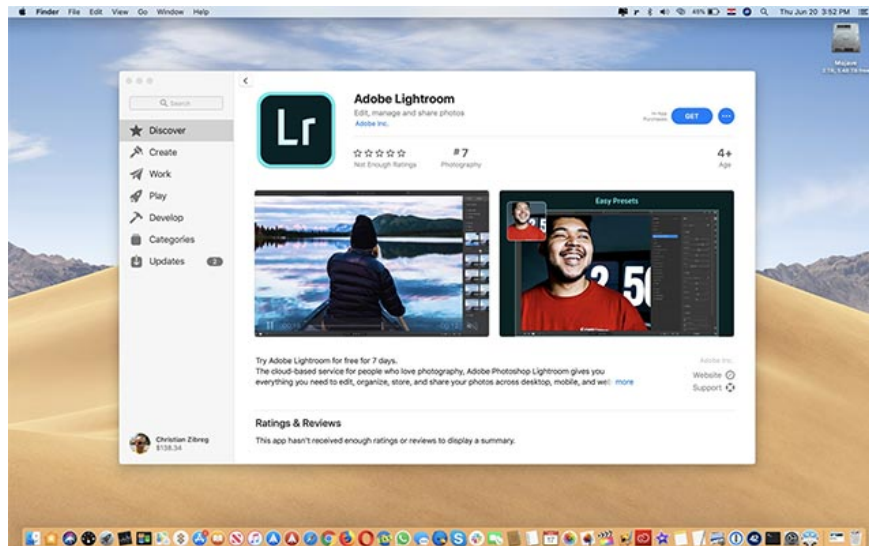 Finder File Edit View Go Window Help
48% Thu Jun 20 3:52 PM
Mojave
Search
Discover
Create
Work
Play
Develop
Categories
Updates 2
Christian Zibreg
$138.34
Lr
Adobe Lightroom
Edit, manage and share photos
Adobe Inc.
In-App
Purchases
GET
#7
4+
Not Enough Ratings
Photography
Age
Easy Presets
Try Adobe Lightroom for free for 7 days.
The cloud-based service for people who love photography, Adobe Photoshop Lightroom gives you
everything you need to edit, organize, store, and share your photos across desktop, mobile, and web more
Adobe Inc.
Website
Support
Ratings & Reviews
This app hasn't received enough ratings or reviews to display a summary.